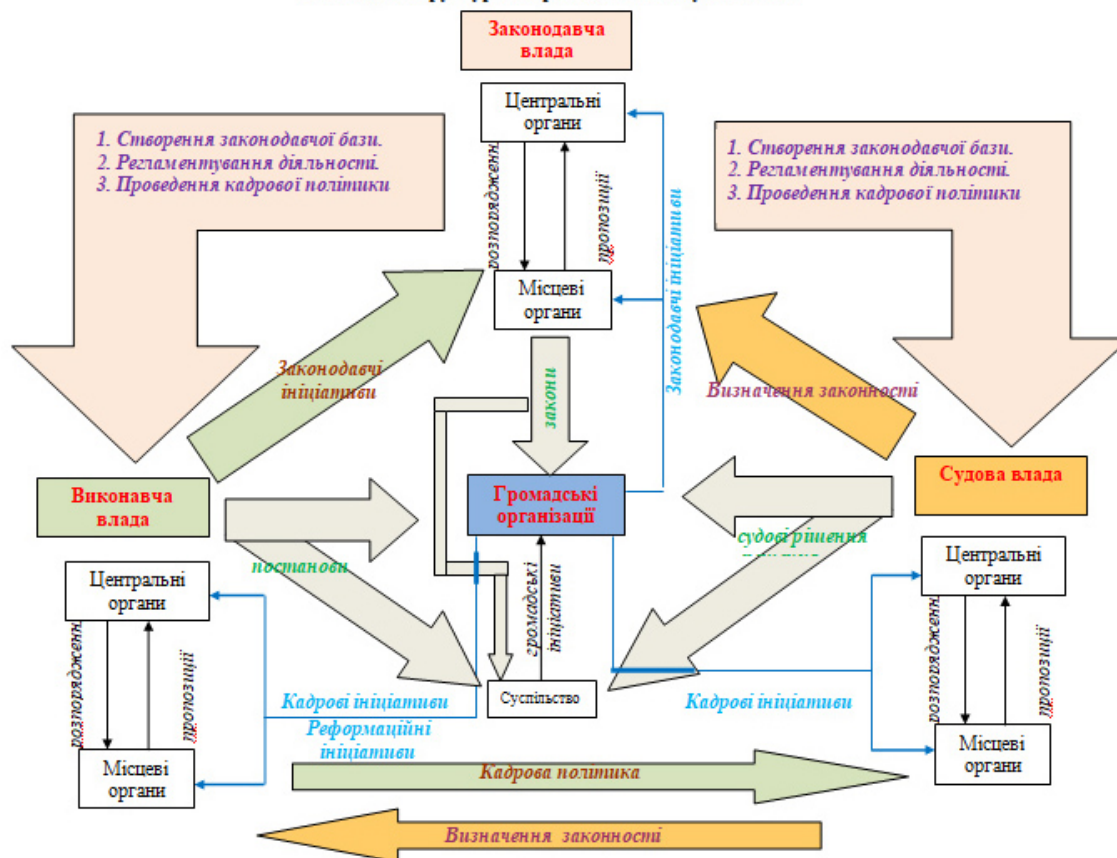 Законодавча
влада
Центральні
органи
1. Створення законодавчої бази.
2. Регламентування діяльності.
3. Проведення кадрової політики
1. Створення законодавчої бази.
2. Регламентування діяльності.
3. Проведення кадрової політики
розпорядженн
пропозиції
Законодавчі ініціативи
Місцеві
органи
Законодавчі
ініціативи
закони
Визначення законності
Виконавча
влада
Громадські
організації
Судова влада
постанови
судові рішення
громадські
ініціативи
Центральні
органи
Центральні
органи
розпорядженн
пропозиції
розпорядженн
пропозиції
Суспільство
Кадрові ініціативи
Реформаційні
ініціативи
Кадрові ініціативи
Місцеві
органи
Місцеві
органи
Кадрова політика
Визначення законності